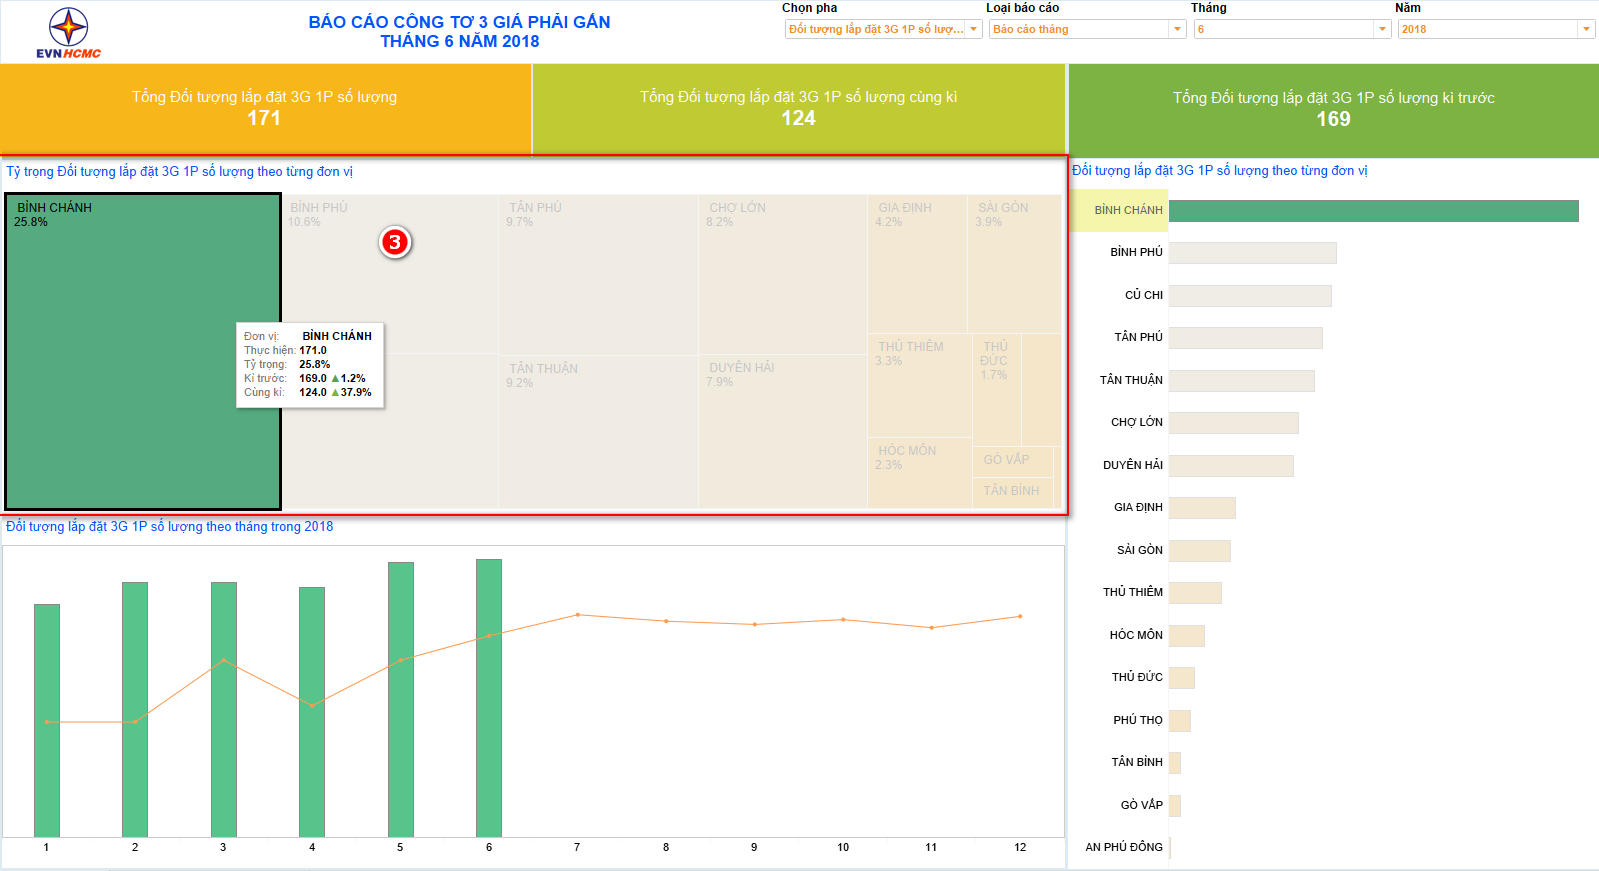 EVNHCMC
BÁO CÁO CÔNG TƠ 3 GIÁ PHẢI GẮN
THÁNG 6 NĂM 2018
Chọn pha
Đối tượng lắp đặt 3G 1P số lượ...
Loại báo cáo
Báo cáo tháng
Tháng
6
Năm
2018
Tổng Đối tượng lắp đặt 3G 1P số lượng
171
Tổng Đối tượng lắp đặt 3G 1P số lượng cùng kì
124
Tổng Đối tượng lắp đặt 3G 1P số lượng kì trước
169
Tỷ trọng Đối tượng lắp đặt 3G 1P số lượng theo từng đơn vị
BÌNH CHÁNH
25.8%
BÌNH PHÚ
10.6%
TÂN PHÚ
9.7%
CHỢ LỚN
8.2%
GIA ĐỊNH
4.2%
SÀI GÒN
3.9%
3
Đơn vị: BÌNH CHÁNH
Thực hiện: 171.0
Tỷ trọng: 25.8%
Kì trước: 169.0 ▲1.2%
Cùng kì: 124.0 ▲37.9%
TÂN THUẬN
9.2%
DUYÊN HẢI
7.9%
THỦ THIÊM
3.3%
THỦ
ĐỨC
1.7%
HÓC MÔN
2.3%
GÒ VẤP
TÂN BÌNH
Đối tượng lắp đặt 3G 1P số lượng theo từng đơn vị
BÌNH CHÁNH
BÌNH PHÚ
CỦ CHI
TÂN PHÚ
TÂN THUẬN
CHỢ LỚN
DUYÊN HẢI
GIA ĐỊNH
SÀI GÒN
THỦ THIÊM
HÓC MÔN
THỦ ĐỨC
PHÚ THỌ
TÂN BÌNH
GÒ VẤP
AN PHÚ ĐÔNG
Đối tượng lắp đặt 3G 1P số lượng theo tháng trong 2018
1 2 3 4 5 6 7 8 9 10 11 12